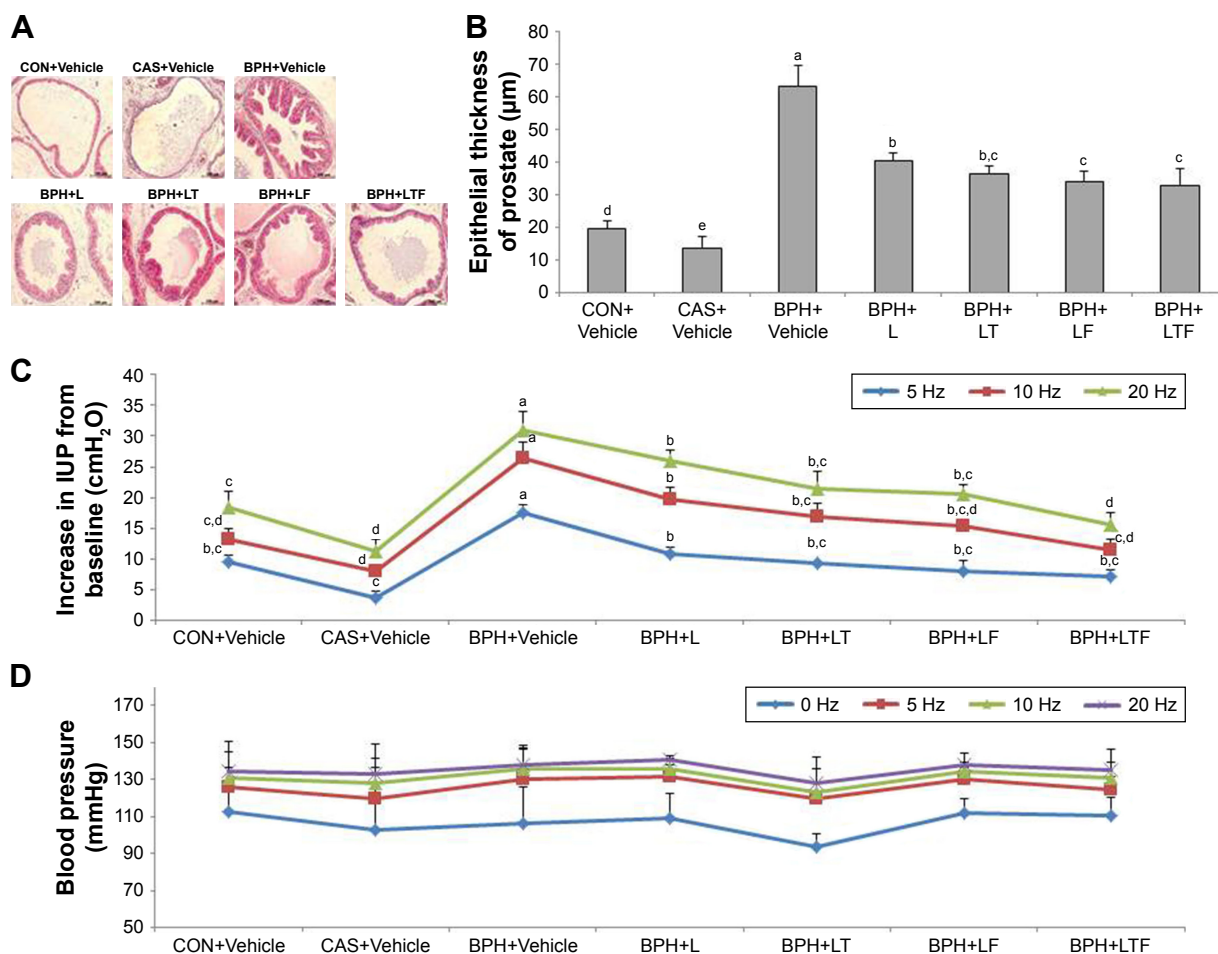 A
CON+Vehicle CAS+Vehicle BPH+Vehicle
BPH+L BPH+LT BPH+LF BPH+LTF
B
Epithelial thickness
of prostate (µm)
80
70
60
50
40
30
20
10
0
d
e
a
b
b,c
c
c
CON+
Vehicle
CAS+
Vehicle
BPH+
Vehicle
BPH+
L
BPH+
LT
BPH+
LF
BPH+
LTF
C
Increase in IUP from
baseline (cmH2O)
40
35
30
25
20
15
10
5
0
5 Hz 10 Hz 20 Hz
c
c,d
b,c
d
d
c
a
a
a
b
b
b
b,c
b,c
b,c
b,c
b,c,d
b,c
d
c,d
b,c
CON+Vehicle CAS+Vehicle BPH+Vehicle BPH+L BPH+LT BPH+LF BPH+LTF
D
Blood pressure
(mmHg)
170
150
130
110
90
70
50
0 Hz 5 Hz 10 Hz 20 Hz
CON+Vehicle CAS+Vehicle BPH+Vehicle BPH+L BPH+LT BPH+LF BPH+LTF